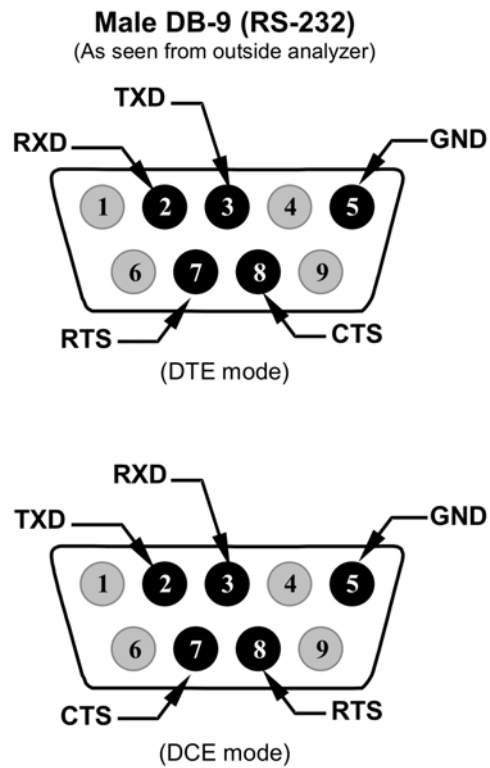 Male DB-9 (RS-232)
(As seen from outside analyzer)
TXD
RXD
GND
1 2 3 4 5
6 7 8 9
RTS
CTS
(DTE mode)
RXD
TXD
GND
1 2 3 4 5
6 7 8 9
CTS
RTS
(DCE mode)